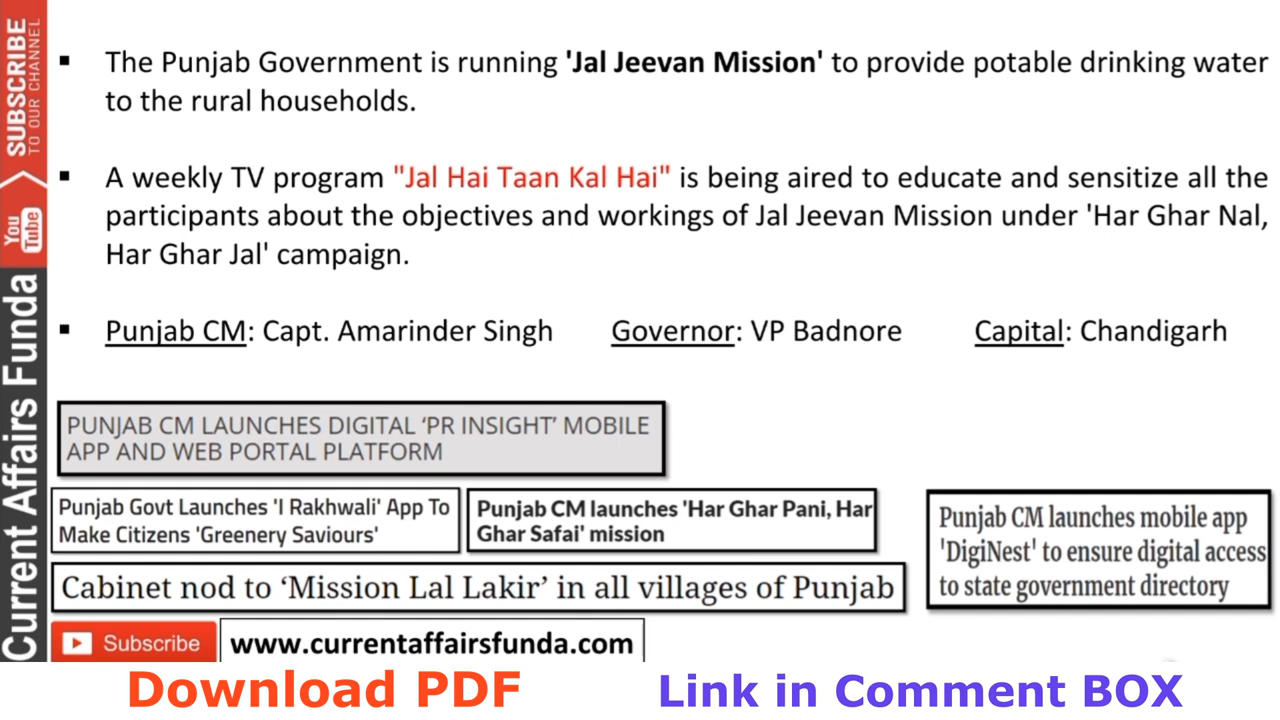 SUBSCRIBE
TO OUR CHANNEL
You
Tube
Current Affairs Funda
▪ The Punjab Government is running 'Jal Jeevan Mission' to provide potable drinking water
to the rural households.
▪ A weekly TV program "Jal Hai Taan Kal Hai" is being aired to educate and sensitize all the
participants about the objectives and workings of Jal Jeevan Mission under 'Har Ghar Nal,
Har Ghar Jal' campaign.
▪ Punjab CM: Capt. Amarinder Singh Governor: VP Badnore Capital: Chandigarh
PUNJAB CM LAUNCHES DIGITAL ‘PR INSIGHT’ MOBILE
APP AND WEB PORTAL PLATFORM
Punjab Govt Launches 'I Rakhwali' App To
Make Citizens 'Greenery Saviours'
Punjab CM launches 'Har Ghar Pani, Har
Ghar Safai' mission
Punjab CM launches mobile app
'DigiNest' to ensure digital access
to state government directory
Cabinet nod to ‘Mission Lal Lakir’ in all villages of Punjab
Subscribe
www.currentaffairsfunda.com
Download PDF
Link in Comment BOX